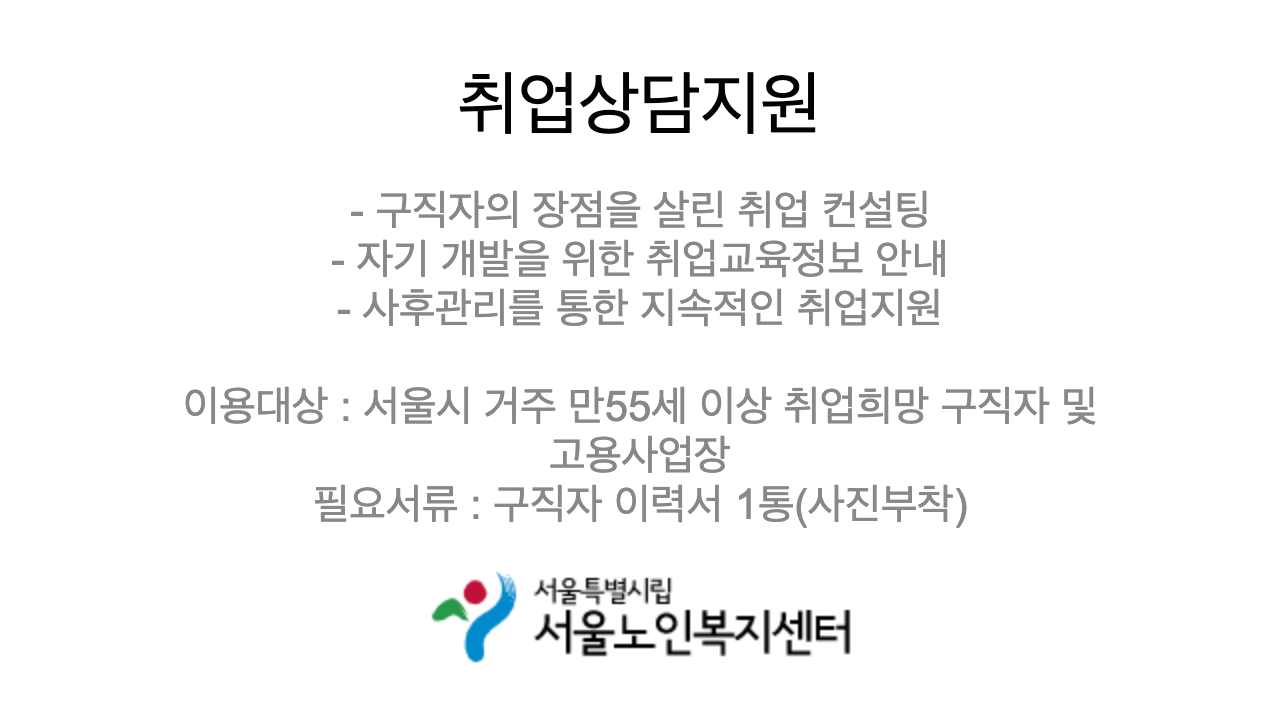 취업상담지원
- 구직자의 장점을 살린 취업 컨설팅
- 자기 개발을 위한 취업교육정보 안내
- 사후관리를 통한 지속적인 취업지원
이용대상 : 서울시 거주 만55세 이상 취업희망 구직자 및
고용사업장
필요서류 : 구직자 이력서 1통(사진부착)
서울특별시립
서울노인복지센터